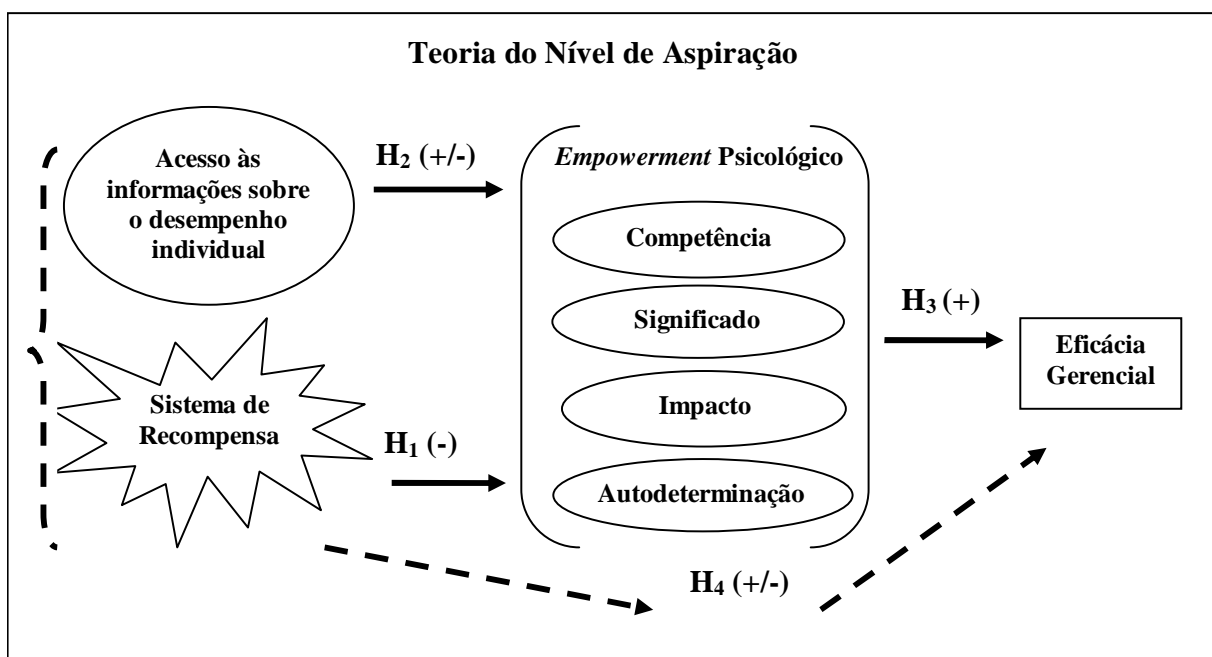 Teoria do Nível de Aspiração
Acesso às
informações sobre
o desempenho
individual
H₂ (+/-)
Empowerment Psicológico
Competência
Significado
Impacto
Autodeterminação
H₃ (+)
Eficácia
Gerencial
Sistema de
Recompensa
H₁ (-)
H₄ (+/-)